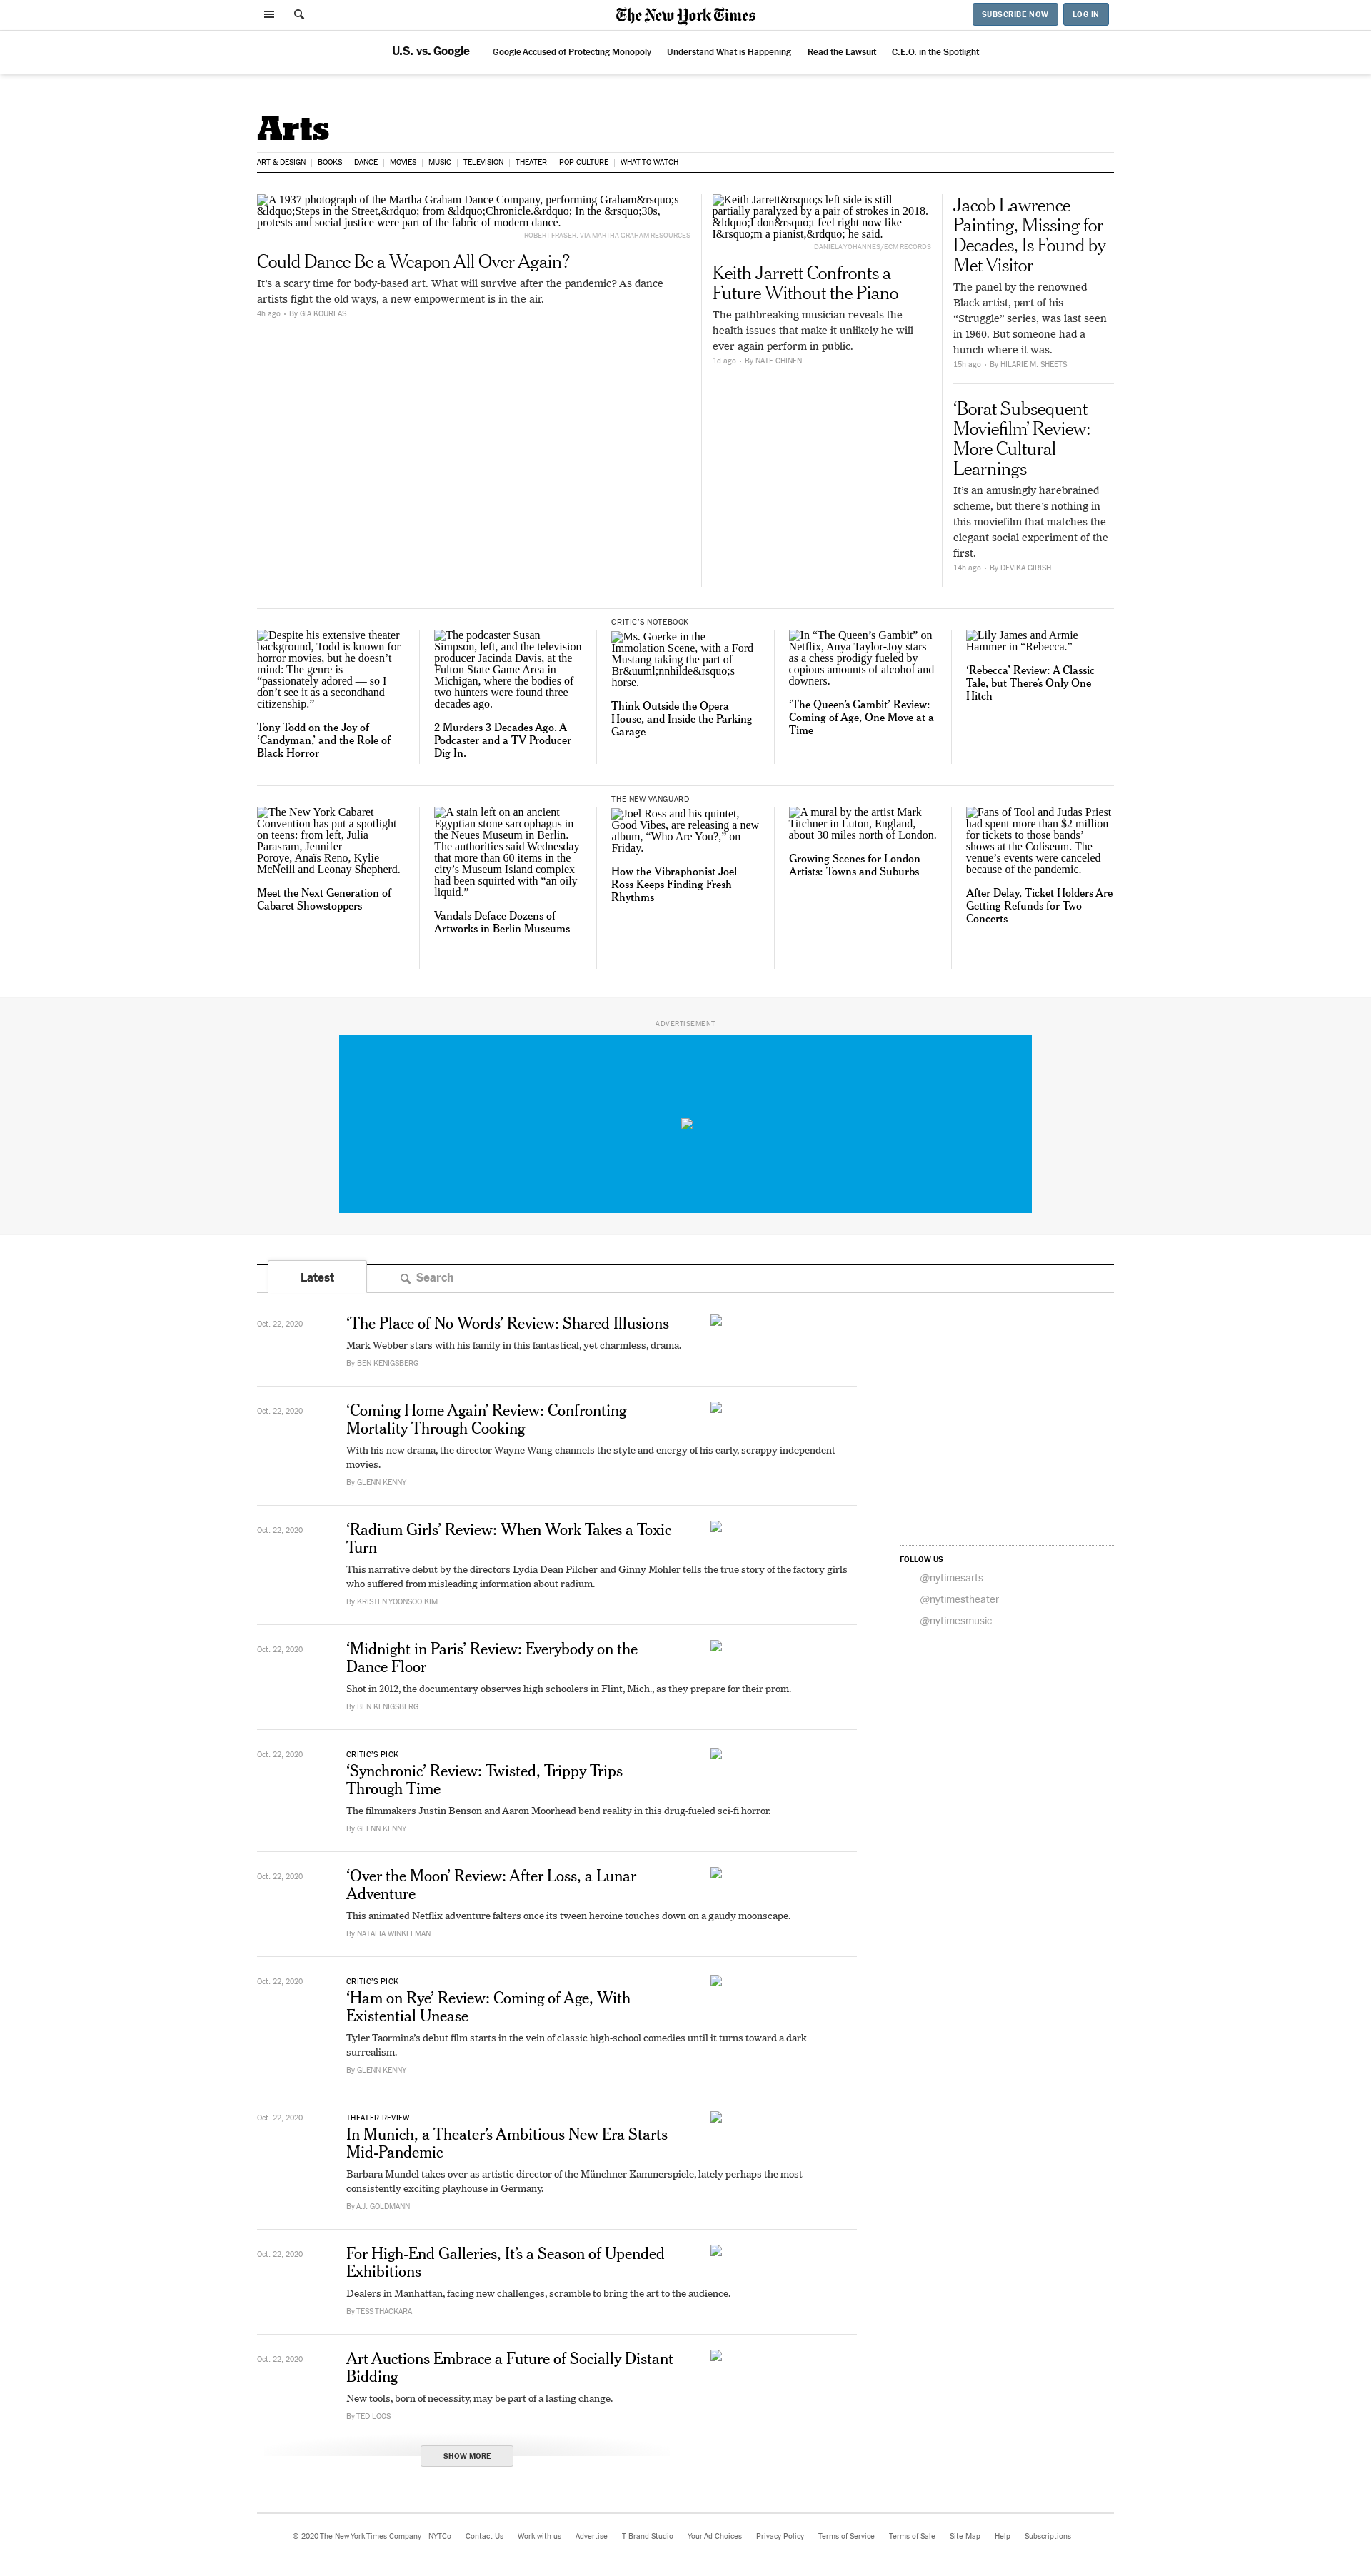 The New York Times
SUBSCRIBE NOW
LOG IN
U.S. vs. Google
Google Accused of Protecting Monopoly
Understand What is Happening
Read the Lawsuit
C.E.O. in the Spotlight
Arts
ART & DESIGN
BOOKS
DANCE
MOVIES
MUSIC
TELEVISION
THEATER
POP CULTURE
WHAT TO WATCH
A 1937 photograph of the Martha Graham Dance Company, performing Graham&rsquo;s
&ldquo;Steps in the Street,&rdquo; from &ldquo;Chronicle.&rdquo; In the &rsquo;30s,
protests and social justice were part of the fabric of modern dance.
ROBERT FRASER, VIA MARTHA GRAHAM RESOURCES
Could Dance Be a Weapon All Over Again?
It’s a scary time for body-based art. What will survive after the pandemic? As dance
artists fight the old ways, a new empowerment is in the air.
4h ago • By GIA KOURLAS
Keith Jarrett&rsquo;s left side is still
partially paralyzed by a pair of strokes in 2018.
&ldquo;I don&rsquo;t feel right now like
I&rsquo;m a pianist,&rdquo; he said.
DANIELA YOHANNES/ECM RECORDS
Keith Jarrett Confronts a
Future Without the Piano
The pathbreaking musician reveals the
health issues that make it unlikely he will
ever again perform in public.
1d ago • By NATE CHINEN
Jacob Lawrence
Painting, Missing for
Decades, Is Found by
Met Visitor
The panel by the renowned
Black artist, part of his
“Struggle” series, was last seen
in 1960. But someone had a
hunch where it was.
15h ago • By HILARIE M. SHEETS
‘Borat Subsequent
Moviefilm’ Review:
More Cultural
Learnings
It’s an amusingly harebrained
scheme, but there’s nothing in
this moviefilm that matches the
elegant social experiment of the
first.
14h ago • By DEVIKA GIRISH
Despite his extensive theater
background, Todd is known for
horror movies, but he doesn’t
mind: The genre is
“passionately adored — so I
don’t see it as a secondhand
citizenship.”
Tony Todd on the Joy of
‘Candyman,’ and the Role of
Black Horror
The podcaster Susan
Simpson, left, and the television
producer Jacinda Davis, at the
Fulton State Game Area in
Michigan, where the bodies of
two hunters were found three
decades ago.
2 Murders 3 Decades Ago. A
Podcaster and a TV Producer
Dig In.
CRITIC’S NOTEBOOK
Ms. Goerke in the
Immolation Scene, with a Ford
Mustang taking the part of
Br&uuml;nnhilde&rsquo;s
horse.
Think Outside the Opera
House, and Inside the Parking
Garage
In “The Queen’s Gambit” on
Netflix, Anya Taylor-Joy stars
as a chess prodigy fueled by
copious amounts of alcohol and
downers.
‘The Queen’s Gambit’ Review:
Coming of Age, One Move at a
Time
Lily James and Armie
Hammer in “Rebecca.”
‘Rebecca’ Review: A Classic
Tale, but There’s Only One
Hitch
The New York Cabaret
Convention has put a spotlight
on teens: from left, Julia
Parasram, Jennifer
Poroye, Anaïs Reno, Kylie
McNeill and Leonay Shepherd.
Meet the Next Generation of
Cabaret Showstoppers
A stain left on an ancient
Egyptian stone sarcophagus in
the Neues Museum in Berlin.
The authorities said Wednesday
that more than 60 items in the
city’s Museum Island complex
had been squirted with “an oily
liquid.”
Vandals Deface Dozens of
Artworks in Berlin Museums
THE NEW VANGUARD
Joel Ross and his quintet,
Good Vibes, are releasing a new
album, “Who Are You?,” on
Friday.
How the Vibraphonist Joel
Ross Keeps Finding Fresh
Rhythms
A mural by the artist Mark
Titchner in Luton, England,
about 30 miles north of London.
Growing Scenes for London
Artists: Towns and Suburbs
Fans of Tool and Judas Priest
had spent more than $2 million
for tickets to those bands’
shows at the Coliseum. The
venue’s events were canceled
because of the pandemic.
After Delay, Ticket Holders Are
Getting Refunds for Two
Concerts
ADVERTISEMENT
Latest
Search
Oct. 22, 2020
‘The Place of No Words’ Review: Shared Illusions
Mark Webber stars with his family in this fantastical, yet charmless, drama.
By BEN KENIGSBERG
Oct. 22, 2020
‘Coming Home Again’ Review: Confronting
Mortality Through Cooking
With his new drama, the director Wayne Wang channels the style and energy of his early, scrappy independent
movies.
By GLENN KENNY
Oct. 22, 2020
‘Radium Girls’ Review: When Work Takes a Toxic
Turn
This narrative debut by the directors Lydia Dean Pilcher and Ginny Mohler tells the true story of the factory girls
who suffered from misleading information about radium.
By KRISTEN YOONSOO KIM
FOLLOW US
@nytimesarts
@nytimestheater
@nytimesmusic
Oct. 22, 2020
‘Midnight in Paris’ Review: Everybody on the
Dance Floor
Shot in 2012, the documentary observes high schoolers in Flint, Mich., as they prepare for their prom.
By BEN KENIGSBERG
Oct. 22, 2020
CRITIC’S PICK
‘Synchronic’ Review: Twisted, Trippy Trips
Through Time
The filmmakers Justin Benson and Aaron Moorhead bend reality in this drug-fueled sci-fi horror.
By GLENN KENNY
Oct. 22, 2020
‘Over the Moon’ Review: After Loss, a Lunar
Adventure
This animated Netflix adventure falters once its tween heroine touches down on a gaudy moonscape.
By NATALIA WINKELMAN
Oct. 22, 2020
CRITIC’S PICK
‘Ham on Rye’ Review: Coming of Age, With
Existential Unease
Tyler Taormina’s debut film starts in the vein of classic high-school comedies until it turns toward a dark
surrealism.
By GLENN KENNY
Oct. 22, 2020
THEATER REVIEW
In Munich, a Theater’s Ambitious New Era Starts
Mid-Pandemic
Barbara Mundel takes over as artistic director of the Münchner Kammerspiele, lately perhaps the most
consistently exciting playhouse in Germany.
By A.J. GOLDMANN
Oct. 22, 2020
For High-End Galleries, It’s a Season of Upended
Exhibitions
Dealers in Manhattan, facing new challenges, scramble to bring the art to the audience.
By TESS THACKARA
Oct. 22, 2020
Art Auctions Embrace a Future of Socially Distant
Bidding
New tools, born of necessity, may be part of a lasting change.
By TED LOOS
SHOW MORE
© 2020 The New York Times Company
NYTCo
Contact Us
Work with us
Advertise
T Brand Studio
Your Ad Choices
Privacy Policy
Terms of Service
Terms of Sale
Site Map
Help
Subscriptions